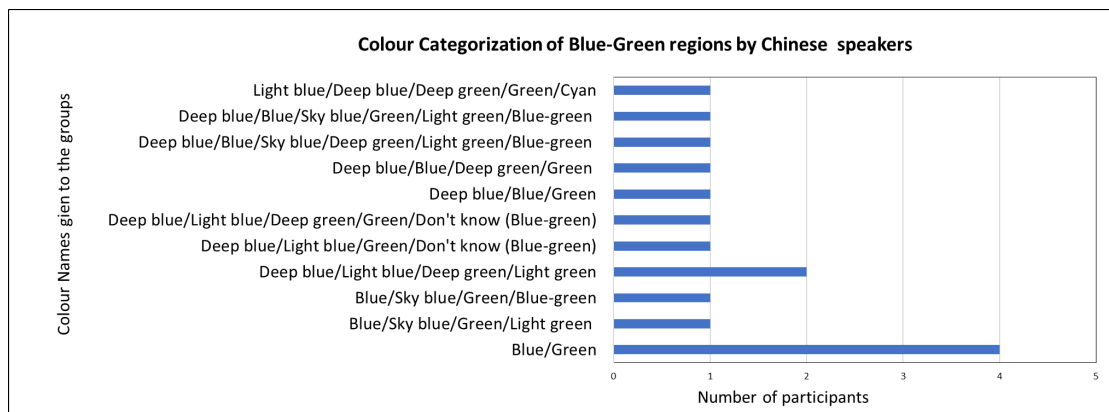 Colour Categorization of Blue-Green regions by Chinese speakers
Colour Names gien to the groups
Light blue/Deep blue/Deep green/Green/Cyan
Deep blue/Blue/Sky blue/Green/Light green/Blue-green
Deep blue/Blue/Sky blue/Deep green/Light green/Blue-green
Deep blue/Blue/Deep green/Green
Deep blue/Blue/Green
Deep blue/Light blue/Deep green/Green/Don't know (Blue-green)
Deep blue/Light blue/Green/Don't know (Blue-green)
Deep blue/Light blue/Deep green/Light green
Blue/Sky blue/Green/Blue-green
Blue/Sky blue/Green/Light green
Blue/Green
0 1 2 3 4 5
Number of participants